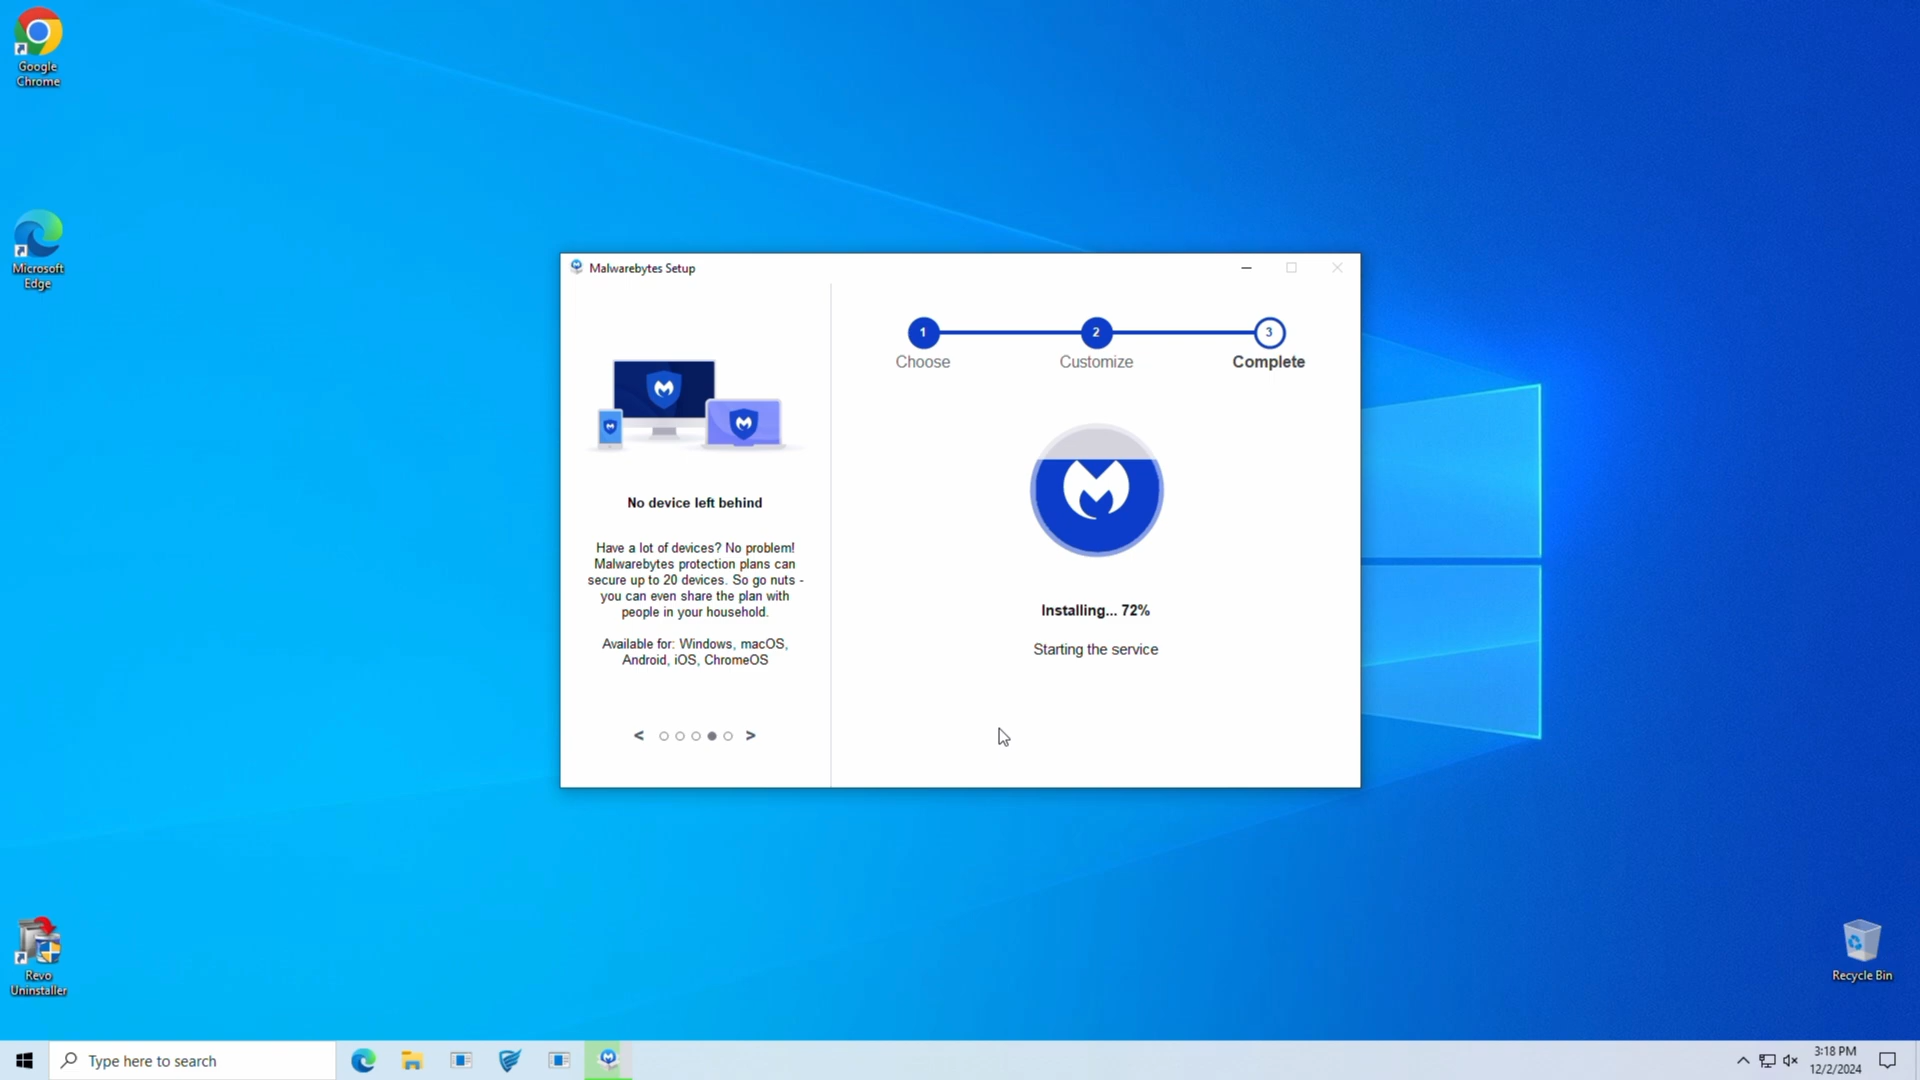 Google
Chrome
Microsoft
Edge
Malwarebytes Setup
1
2
3
Choose
Customize
Complete
No device left behind
Have a lot of devices? No problem!
Malwarebytes protection plans can
secure up to 20 devices. So go nuts -
you can even share the plan with
people in your household.
Available for: Windows, macOS,
Android, iOS, ChromeOS
< >
Installing... 72%
Starting the service
Revo
Uninstaller
Recycle Bin
Type here to search
3:18 PM
12/2/2024